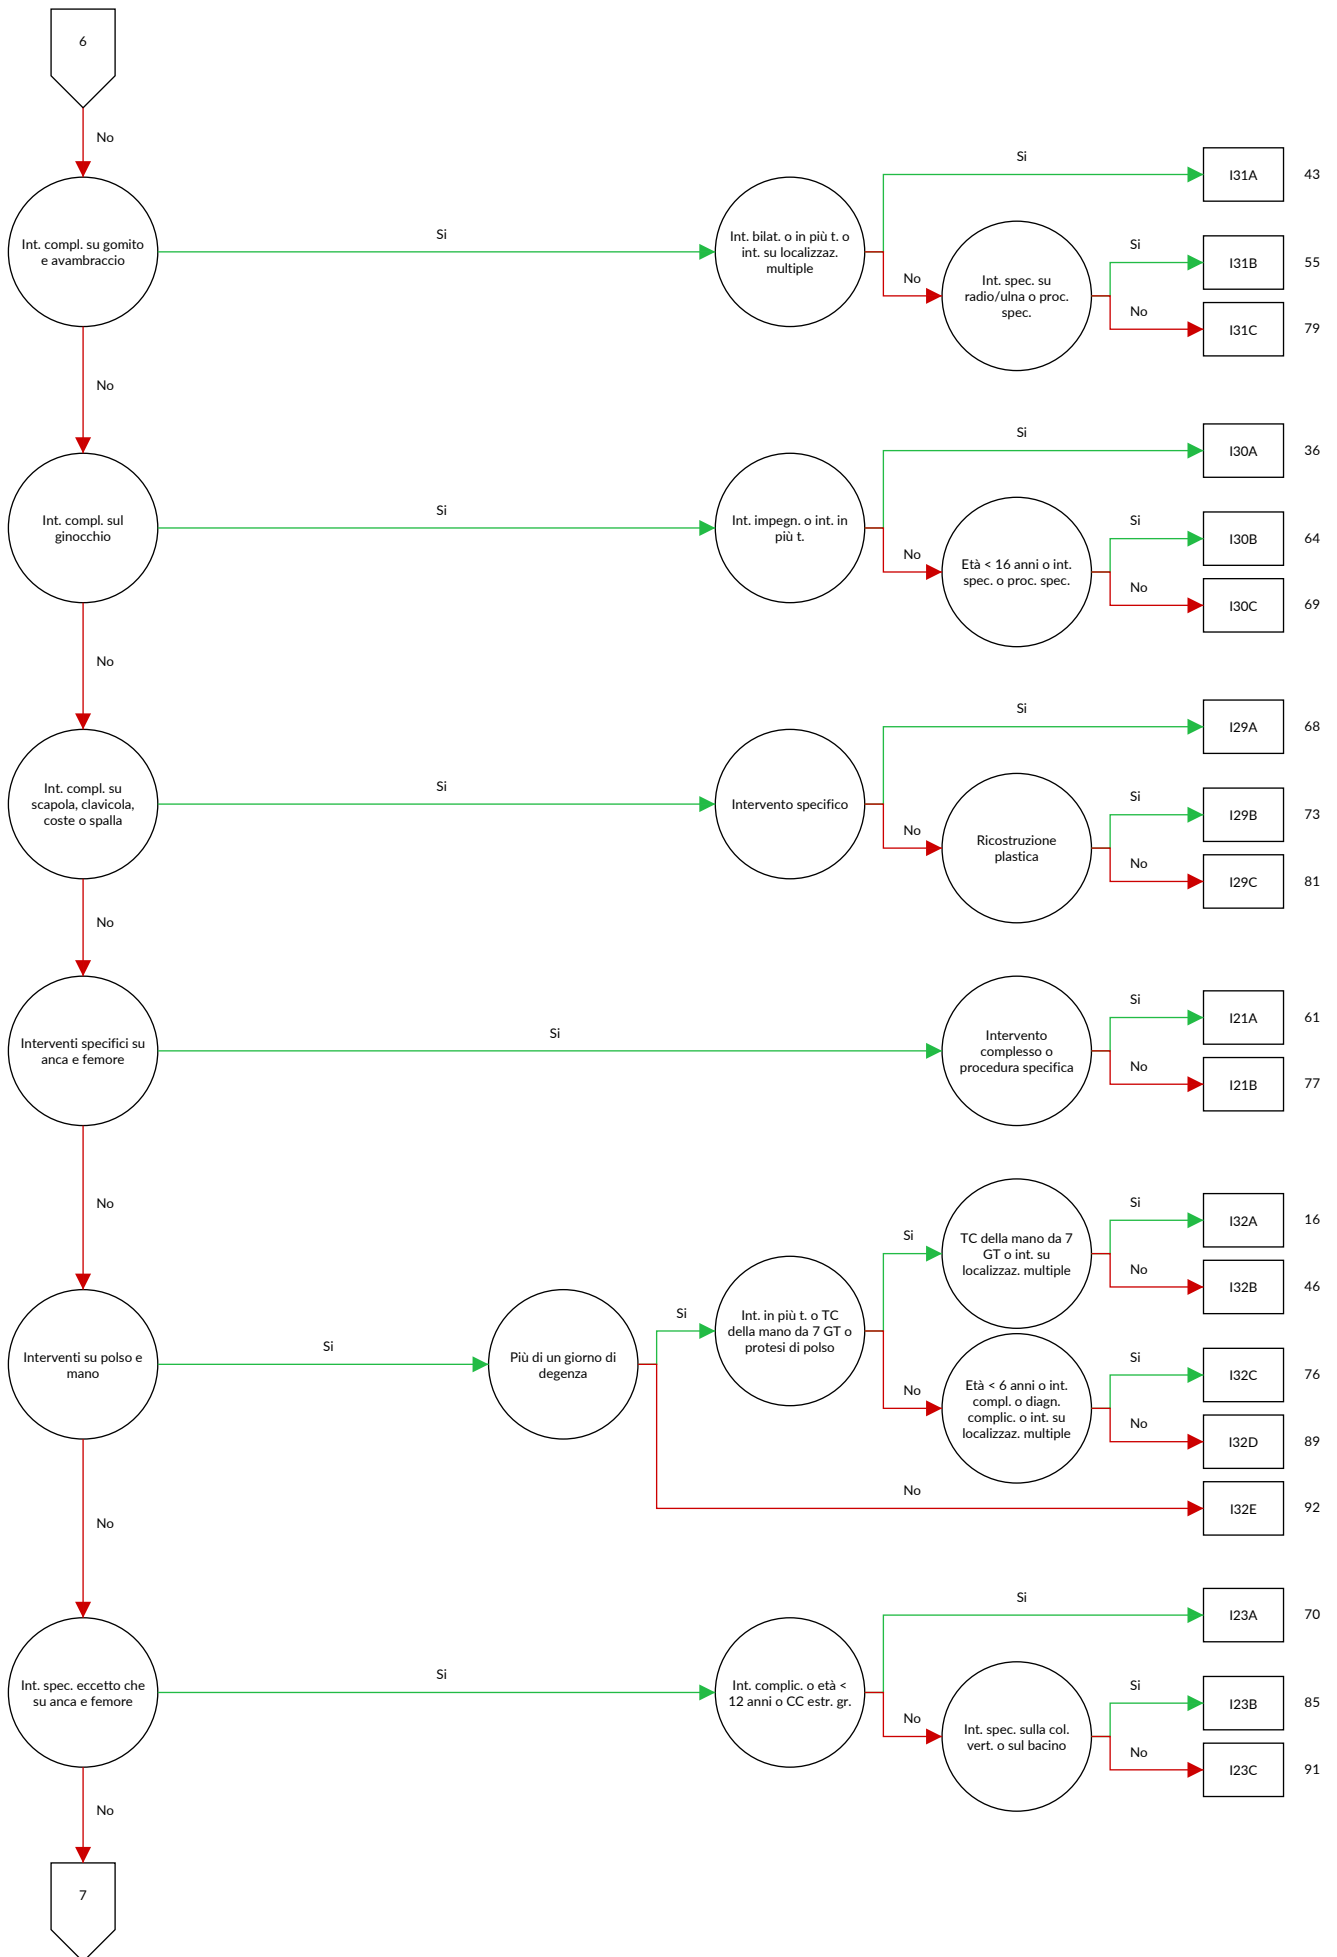 6
No
Si
I31A 43
Int. compl. su gomito
e avambraccio
Si
Int. bilat. o in più t. o
int. su localizzaz.
multiple
No
Int. spec. su
radio/ulna o proc.
spec.
Si
I31B 55
No
I31C 79
No
Si
I30A 36
Int. compl. sul
ginocchio
Si
Int. impegn. o int. in
più t.
No
Età < 16 anni o int.
spec. o proc. spec.
Si
I30B 64
No
I30C 69
No
Si
I29A 68
Int. compl. su
scapola, clavicola,
coste o spalla
Si
Intervento specifico
No
Ricostruzione
plastica
Si
I29B 73
No
I29C 81
No
Interventi specifici su
anca e femore
Si
Intervento
complesso o
procedura specifica
Si
I21A 61
No
I21B 77
No
Interventi su polso e
mano
Si
Più di un giorno di
degenza
Si
Int. in più t. o TC
della mano da 7 GT o
protesi di polso
Si
TC della mano da 7
GT o int. su
localizzaz. multiple
Si
I32A 16
No
I32B 46
No
Età < 6 anni o int.
compl. o diagn.
complic. o int. su
localizzaz. multiple
Si
I32C 76
No
I32D 89
No
I32E 92
No
Si
I23A 70
Int. spec. eccetto che
su anca e femore
Si
Int. complic. o età <
12 anni o CC estr. gr.
No
Int. spec. sulla col.
vert. o sul bacino
Si
I23B 85
No
I23C 91
No
7